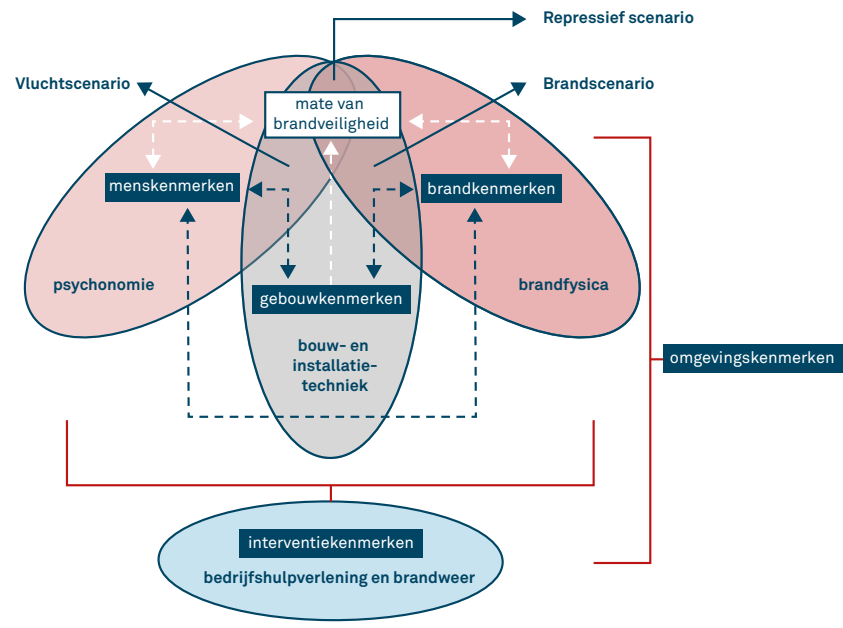 Repressief scenario
Vluchtscenario
Brandscenario
mate van
brandveiligheid
menskenmerken
brandkenmerken
psychonomie
brandfysica
gebouwkenmerken
bouw- en
installatie-
techniek
omgevingskenmerken
interventiekenmerken
bedrijfshulpverlening en brandweer